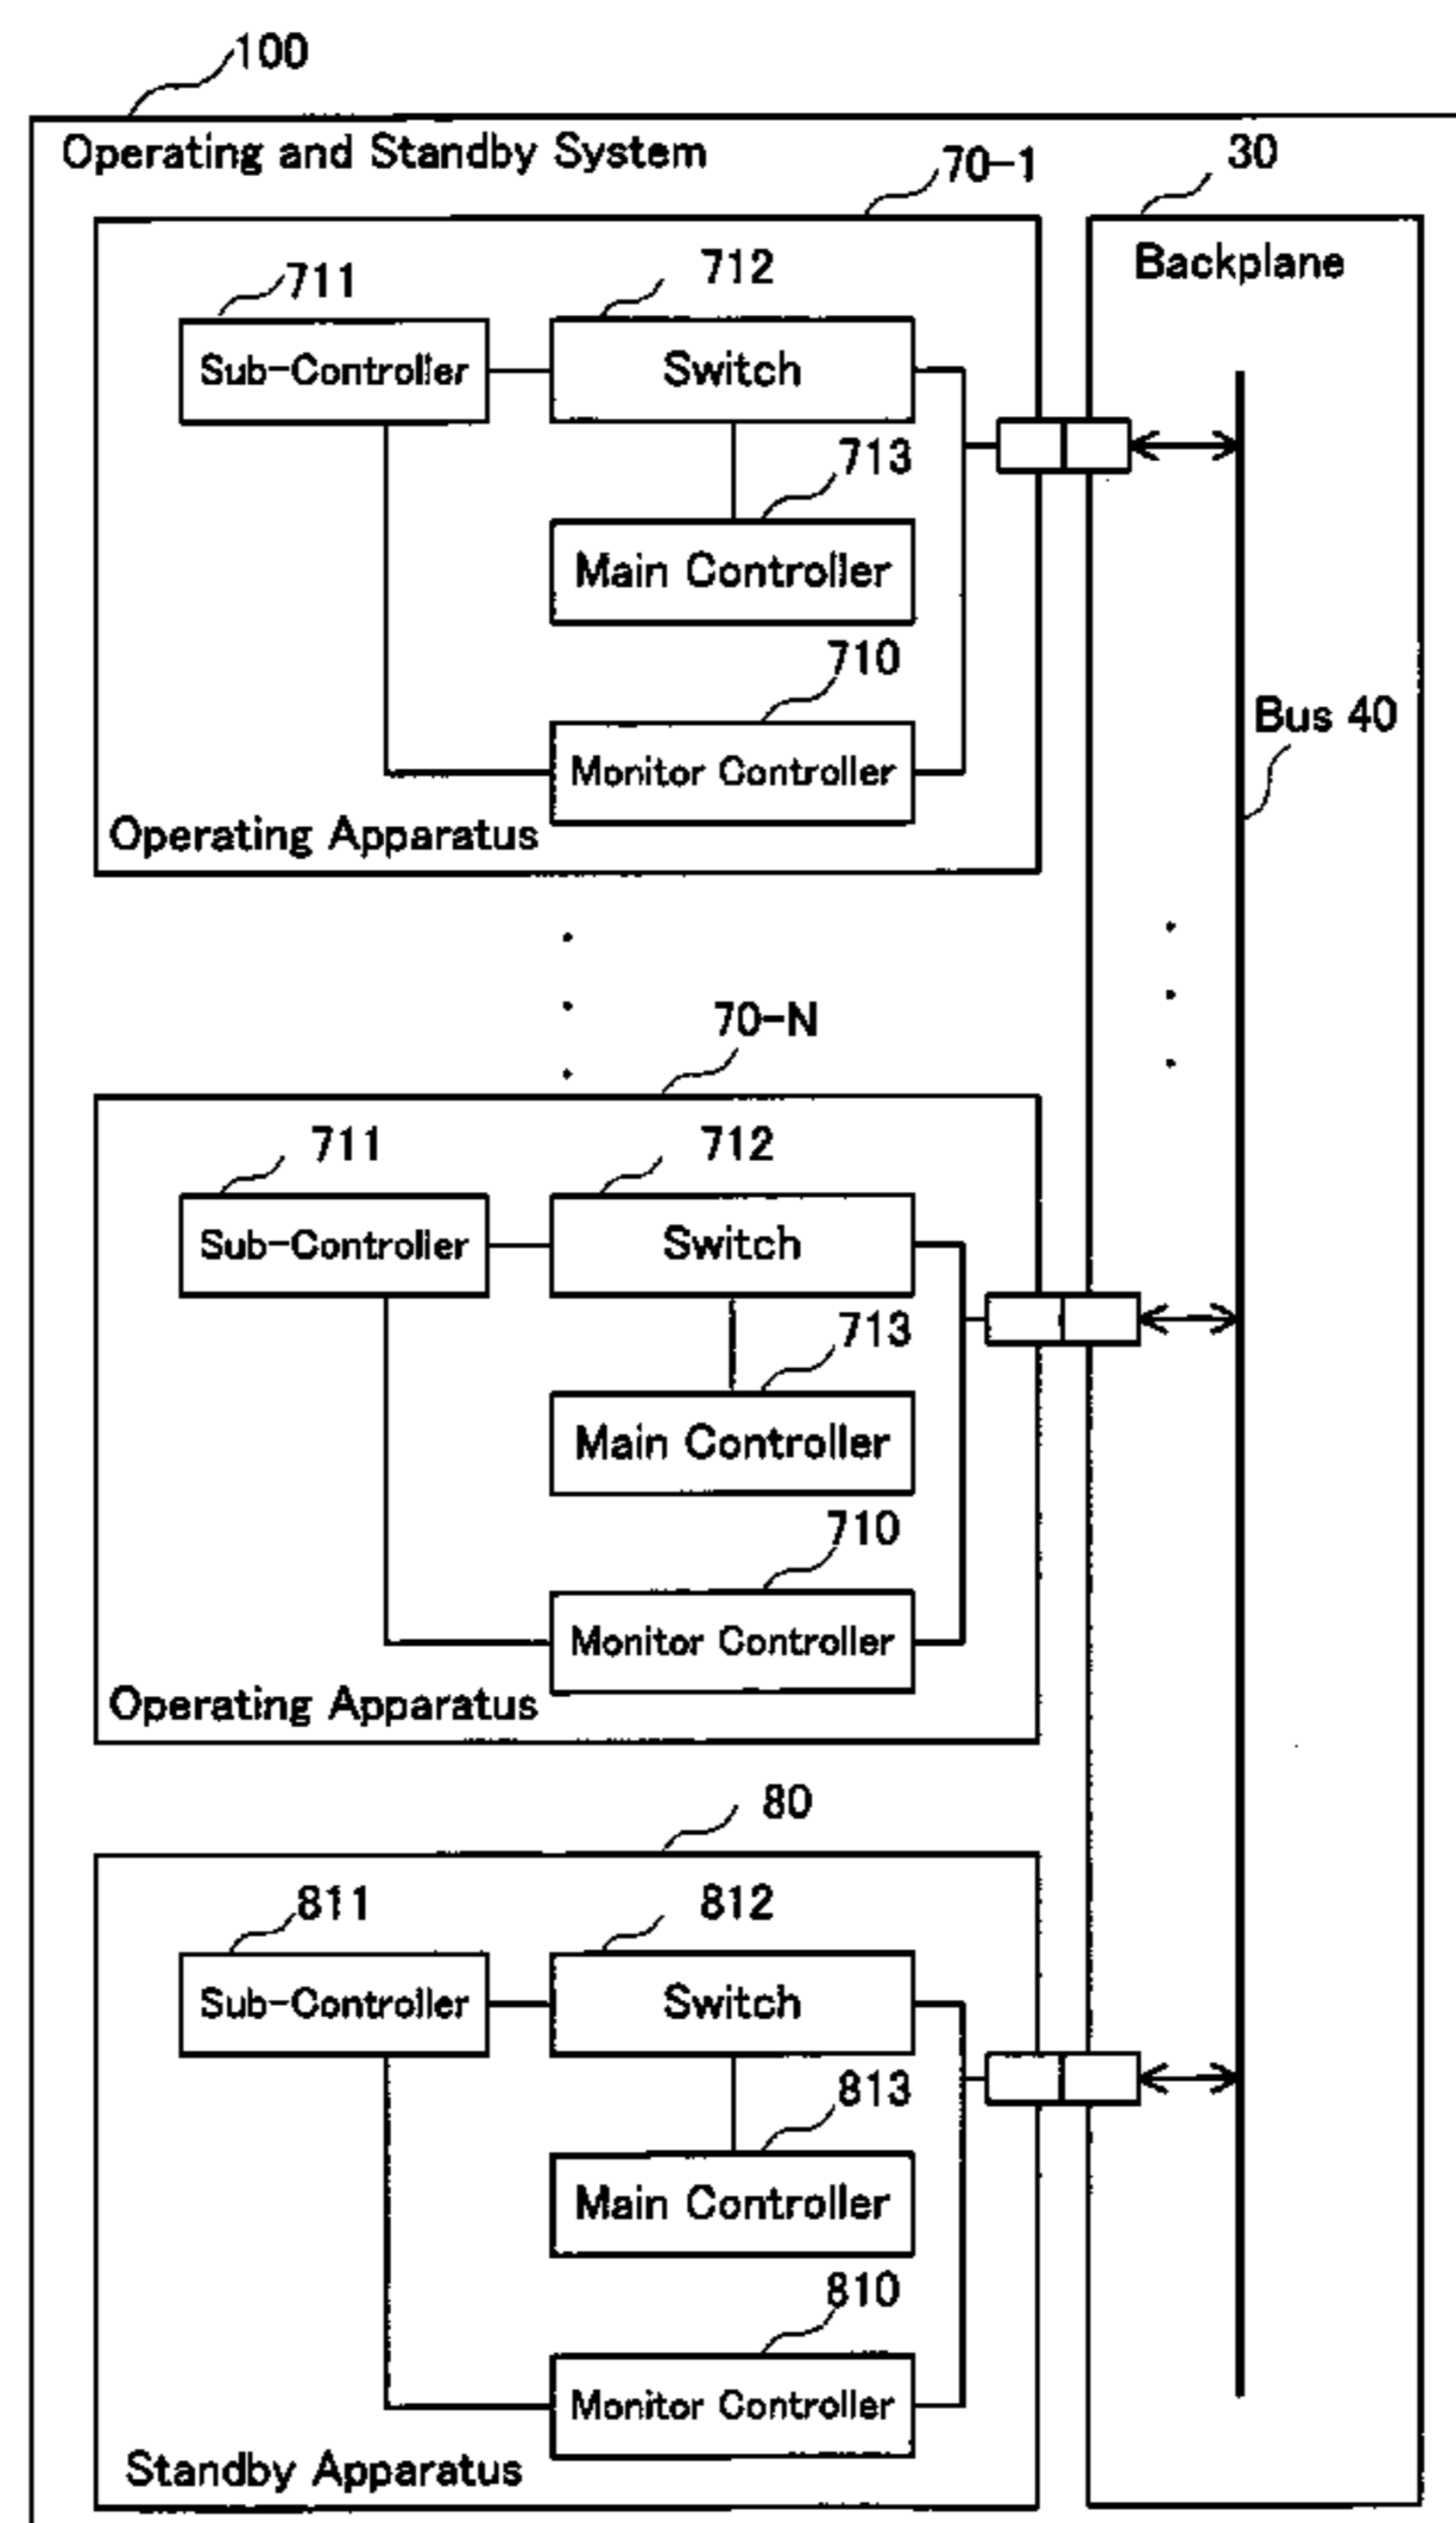 100
Operating and Standby System
70-1
30
Backplane
711
712
Sub-Controller
Switch
713
Main Controller
710
Bus 40
Monitor Controller
Operating Apparatus
70-N
711
712
Sub-Controller
Switch
713
Main Controller
710
Monitor Controller
Operating Apparatus
80
811
812
Sub-Controller
Switch
813
Main Controller
810
Monitor Controller
Standby Apparatus